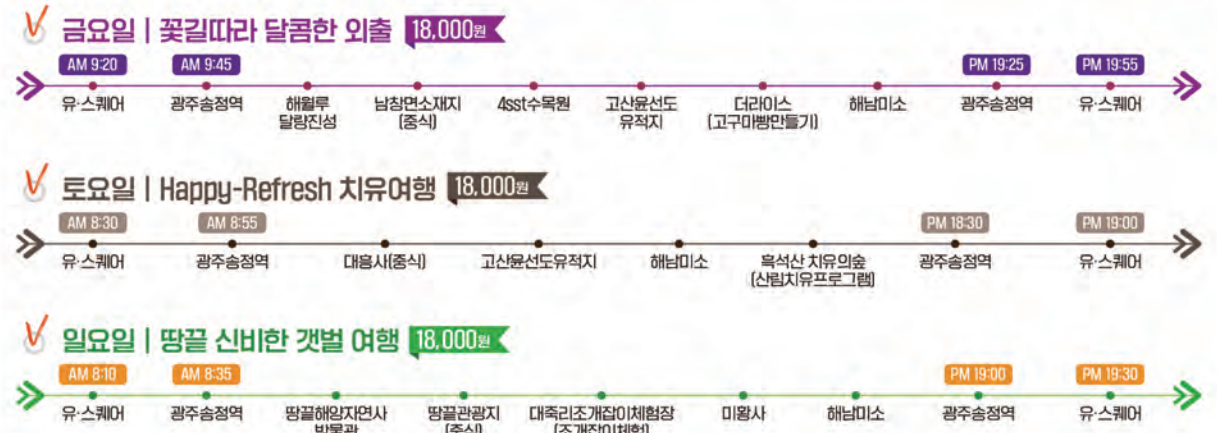 금요일 | 꽃길따라 달콤한 외출 18,000원
AM 9:20 AM 9:45 PM 19:25 PM 19:55
유·스퀘어 광주송정역 해월루 남창면소재지 4sst수목원 고산윤선도 더라이스 해남미소 광주송정역 유·스퀘어
달량진성 (중식) 유적지 (고구마빵만들기)
토요일 | Happy-Refresh 치유여행 18,000원
AM 8:30 AM 8:55 PM 18:30 PM 19:00
유·스퀘어 광주송정역 대흥사(중식) 고산윤선도유적지 해남미소 흑석산 치유의숲 광주송정역 유·스퀘어
(산림치유프로그램)
일요일 | 땅끝 신비한 갯벌 여행 18,000원
AM 8:10 AM 8:35 PM 19:00 PM 19:30
유·스퀘어 광주송정역 땅끝해양자연사 땅끝관광지 대죽리조개잡이체험장 미황사 해남미소 광주송정역 유·스퀘어
박물관 (중식) (조개잡이체험)